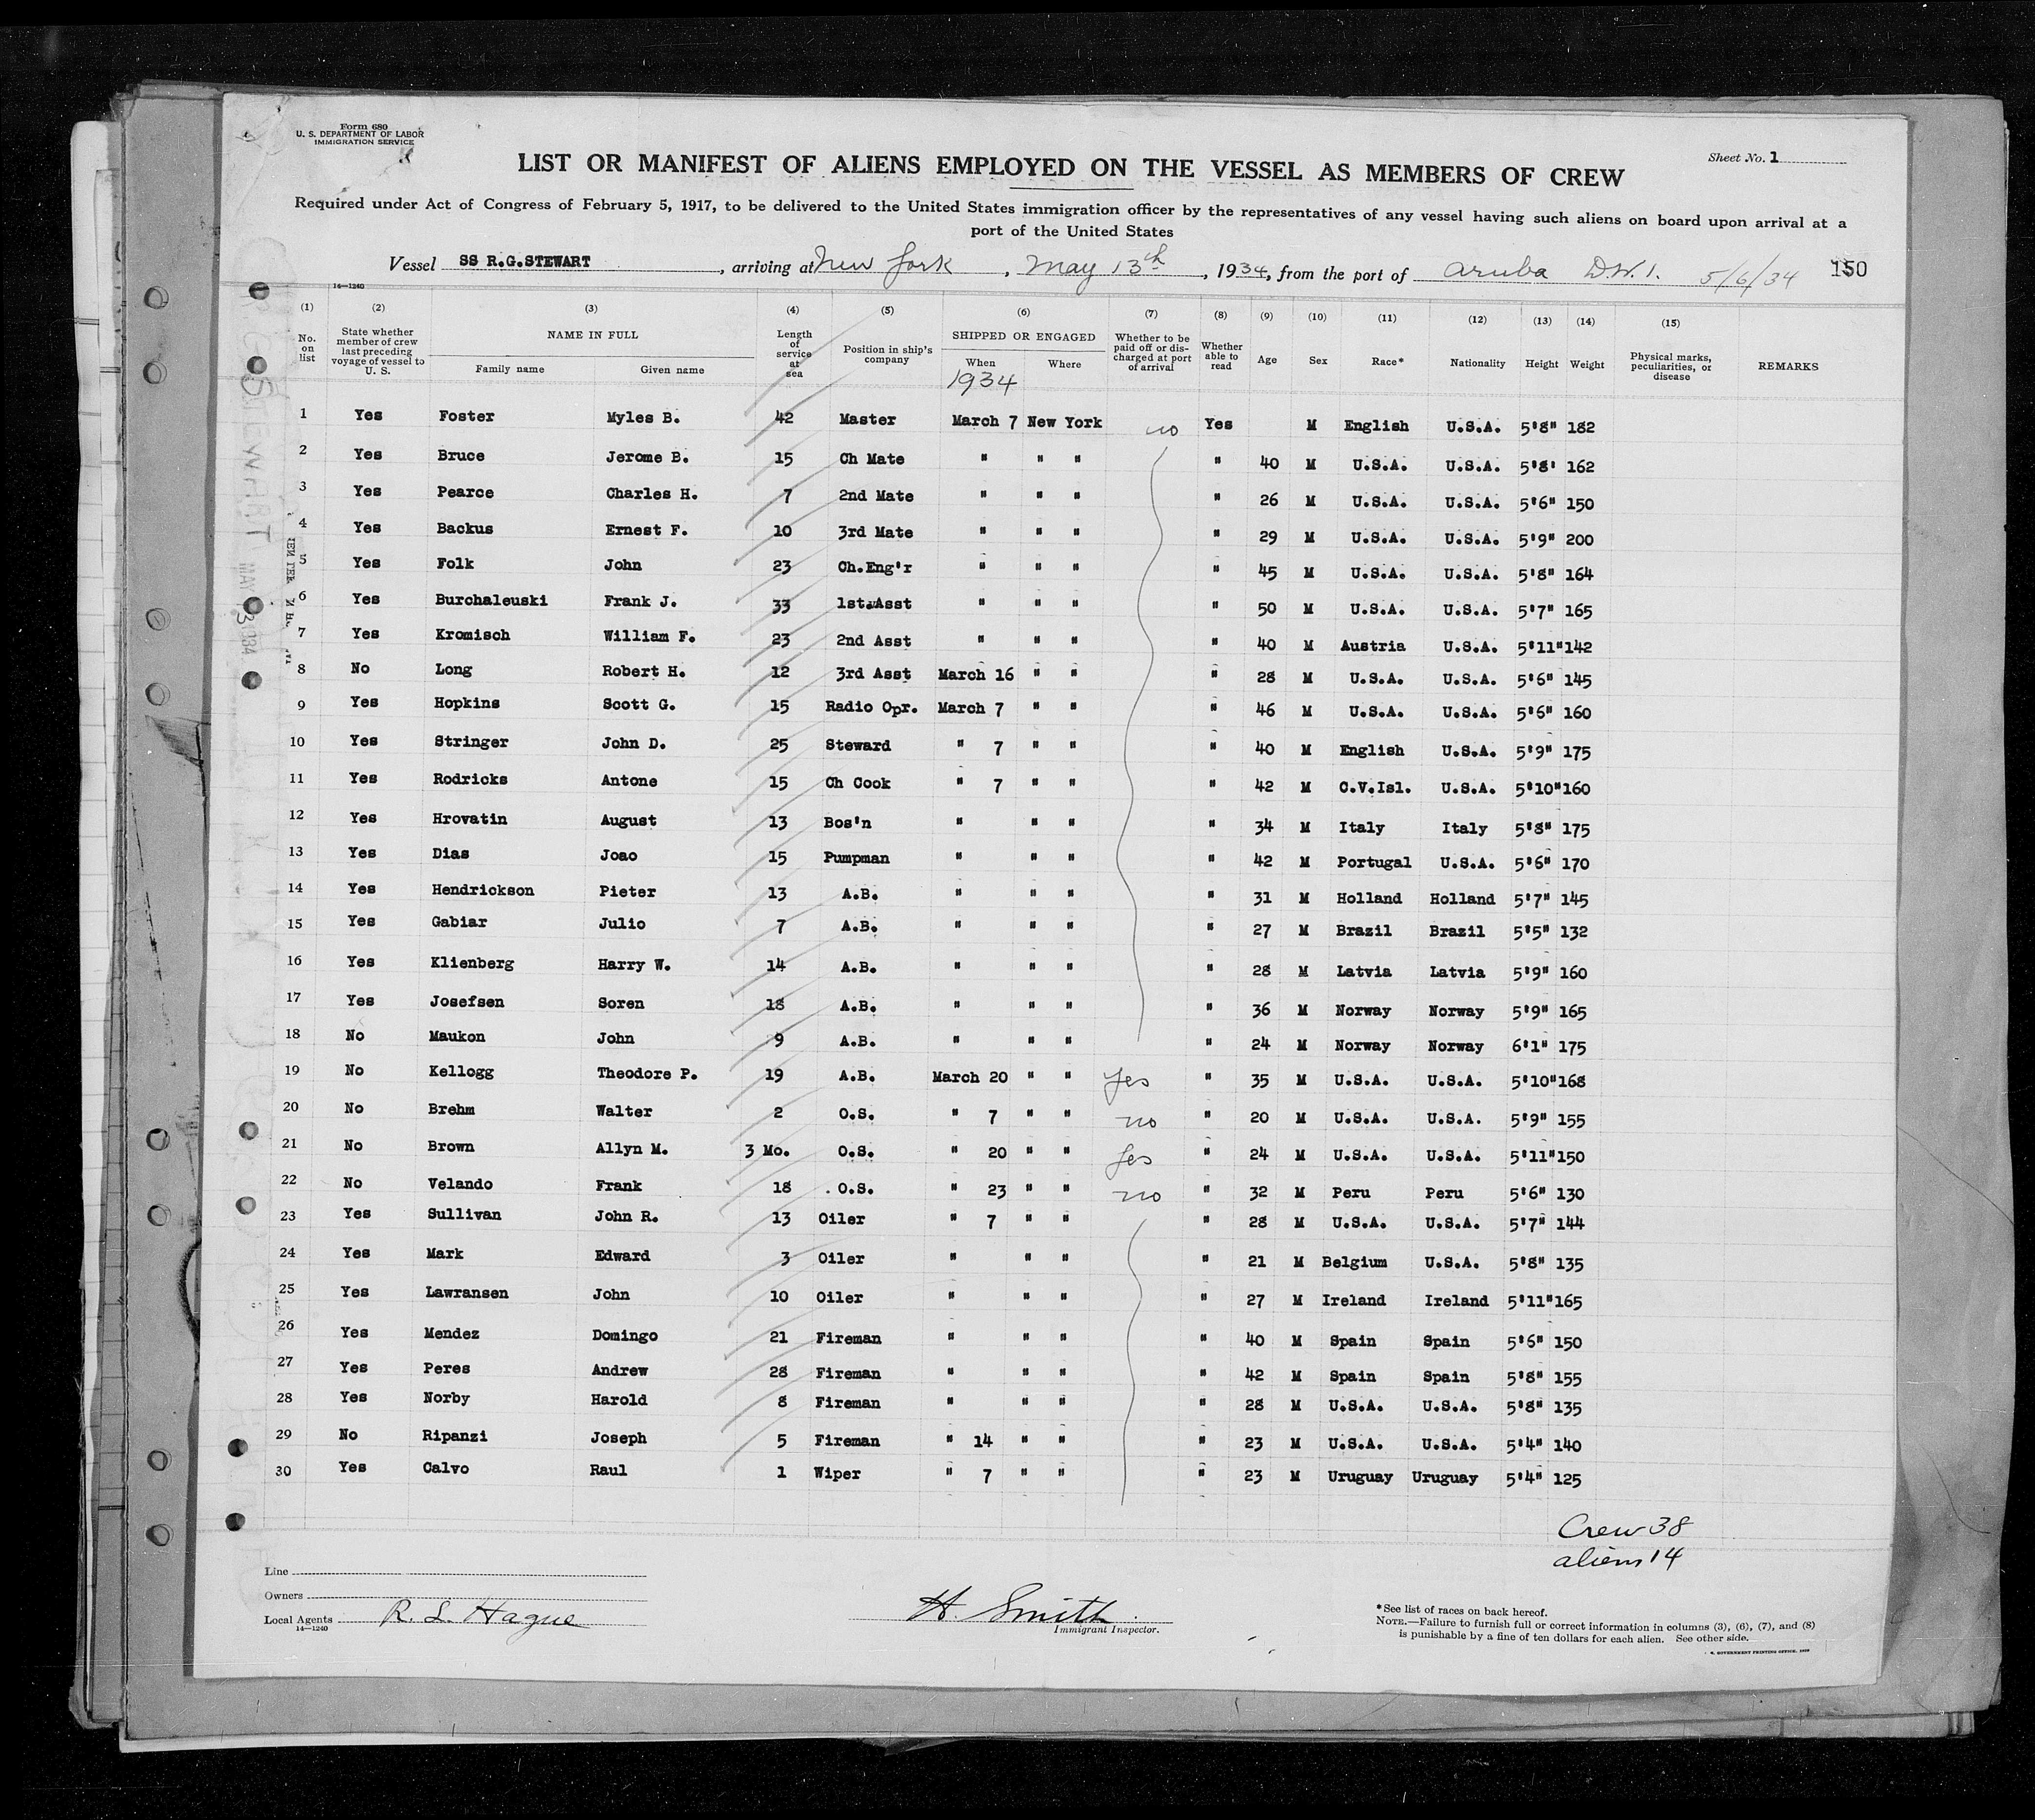 Form 680
U. S. DEPARTMENT OF LABOR
IMMIGRATION SERVICE
Sheet No. 1
LIST OR MANIFEST OF ALIENS EMPLOYED ON THE VESSEL AS MEMBERS OF CREW
Required under Act of Congress of February 5, 1917, to be delivered to the United States immigration officer by the representatives of any vessel having such aliens on board upon arrival at a
port of the United States
Vessel SS R.G.STEWART, arriving at New York, May 13th, 1934, from the port of Aruba D.W.I. 5/6/34 150
14—1240
(1) (2) (3) (4) (5) (6) (7) (8) (9) (10) (11) (12) (13) (14) (15)
No. on list State whether member of crew last preceding voyage of vessel to U. S. NAME IN FULL Family name Given name Length of service at sea Position in ship's company SHIPPED OR ENGAGED When Where Whether to be paid off or discharged at port of arrival Whether able to read Age Sex Race* Nationality Height Weight Physical marks, peculiarities, or disease REMARKS
1934
1 Yes Foster Myles B. 42 Master March 7 New York no Yes M English U.S.A. 5'8" 182
2 Yes Bruce Jerome B. 15 Ch Mate " " " " 40 M U.S.A. U.S.A. 5'8' 162
3 Yes Pearce Charles H. 7 2nd Mate " " " " 26 M U.S.A. U.S.A. 5'6" 150
4 Yes Backus Ernest F. 10 3rd Mate " " " " 29 M U.S.A. U.S.A. 5'9" 200
5 Yes Folk John 23 Ch.Eng'r " " " " 45 M U.S.A. U.S.A. 5'8" 164
6 Yes Burchaleuski Frank J. 33 1st.Asst " " " " 50 M U.S.A. U.S.A. 5'7" 165
7 Yes Kromisch William F. 23 2nd Asst " " " " 40 M Austria U.S.A. 5'11" 142
8 No Long Robert H. 12 3rd Asst March 16 " " " 28 M U.S.A. U.S.A. 5'6" 145
9 Yes Hopkins Scott G. 15 Radio Opr. March 7 " " " 46 M U.S.A. U.S.A. 5'6" 160
10 Yes Stringer John D. 25 Steward " 7 " " " 40 M English U.S.A. 5'9" 175
11 Yes Rodricks Antone 15 Ch Cook " 7 " " " 42 M C.V.Isl. U.S.A. 5'10" 160
12 Yes Hrovatin August 13 Bos'n " " " " 34 M Italy Italy 5'8" 175
13 Yes Dias Joao 15 Pumpman " " " " 42 M Portugal U.S.A. 5'6" 170
14 Yes Hendrickson Pieter 13 A.B. " " " " 31 M Holland Holland 5'7" 145
15 Yes Gabiar Julio 7 A.B. " " " " 27 M Brazil Brazil 5'5" 132
16 Yes Klienberg Harry W. 14 A.B. " " " " 28 M Latvia Latvia 5'9" 160
17 Yes Josefsen Soren 18 A.B. " " " " 36 M Norway Norway 5'9" 165
18 No Maukon John 9 A.B. " " " " 24 M Norway Norway 6'1" 175
19 No Kellogg Theodore P. 19 A.B. March 20 " " yes " 35 M U.S.A. U.S.A. 5'10" 168
20 No Brehm Walter 2 O.S. " 7 " " no " 20 M U.S.A. U.S.A. 5'9" 155
21 No Brown Allyn M. 3 Mo. O.S. " 20 " " yes " 24 M U.S.A. U.S.A. 5'11" 150
22 No Velando Frank 18 . O.S. " 23 " " no " 32 M Peru Peru 5'6" 130
23 Yes Sullivan John R. 13 Oiler " 7 " " " 28 M U.S.A. U.S.A. 5'7" 144
24 Yes Mark Edward 3 Oiler " " " " 21 M Belgium U.S.A. 5'8" 135
25 Yes Lawransen John 10 Oiler " " " " 27 M Ireland Ireland 5'11" 165
26 Yes Mendez Domingo 21 Fireman " " " " 40 M Spain Spain 5'6" 150
27 Yes Peres Andrew 28 Fireman " " " " 42 M Spain Spain 5'8" 155
28 Yes Norby Harold 8 Fireman " " " " 28 M U.S.A. U.S.A. 5'8" 135
29 No Ripanzi Joseph 5 Fireman " 14 " " " 23 M U.S.A. U.S.A. 5'4" 140
30 Yes Calvo Raul 1 Wiper " 7 " " " 23 M Uruguay Uruguay 5'4" 125
Crew 38
aliens 14
Line
Owners
Local Agents R. L. Hague
14—1240
H. Smith
Immigrant Inspector.
*See list of races on back hereof.
NOTE.—Failure to furnish full or correct information in columns (3), (6), (7), and (8)
is punishable by a fine of ten dollars for each alien. See other side.
GOVERNMENT PRINTING OFFICE